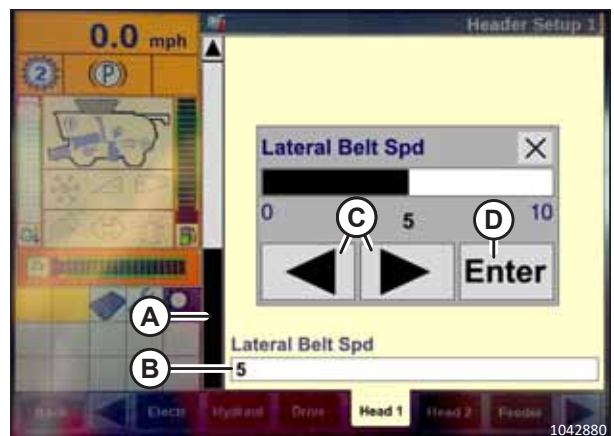 0.0 mph
Header Setup 1
2
P
Lateral Belt Spd
0
5
10
C
D
Enter
A
Lateral Belt Spd
B
5
Back
Electr
Hydraul
Drive
Head 1
Head 2
Feeder
1042880